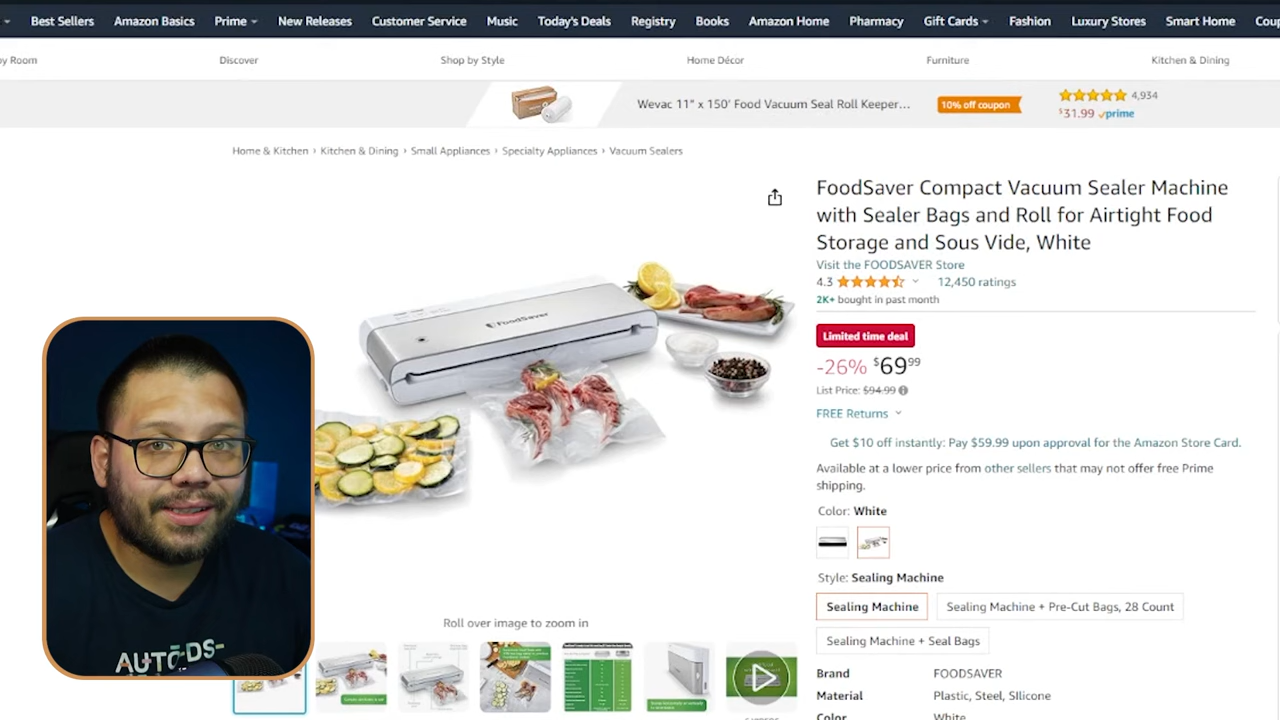 Best Sellers Amazon Basics Prime New Releases Customer Service Music Today's Deals Registry Books Amazon Home Pharmacy Gift Cards Fashion Luxury Stores Smart Home Coup
by Room Discover Shop by Style Home Décor Furniture Kitchen & Dining
Wevac 11" x 150' Food Vacuum Seal Roll Keeper... 10% off coupon 4,934
$31.99 prime
Home & Kitchen › Kitchen & Dining › Small Appliances › Specialty Appliances › Vacuum Sealers
FoodSaver Compact Vacuum Sealer Machine
with Sealer Bags and Roll for Airtight Food
Storage and Sous Vide, White
Visit the FOODSAVER Store
4.3 12,450 ratings
2K+ bought in past month
Limited time deal
-26% $69.99
List Price: $94.99
FREE Returns
Get $10 off instantly: Pay $59.99 upon approval for the Amazon Store Card.
Available at a lower price from other sellers that may not offer free Prime
shipping.
Color: White
Style: Sealing Machine
Sealing Machine Sealing Machine + Pre-Cut Bags, 28 Count
Sealing Machine + Seal Bags
Brand FOODSAVER
Material Plastic, Steel, Silicone
Color White
FoodSaver
AUTODS
Roll over image to zoom in